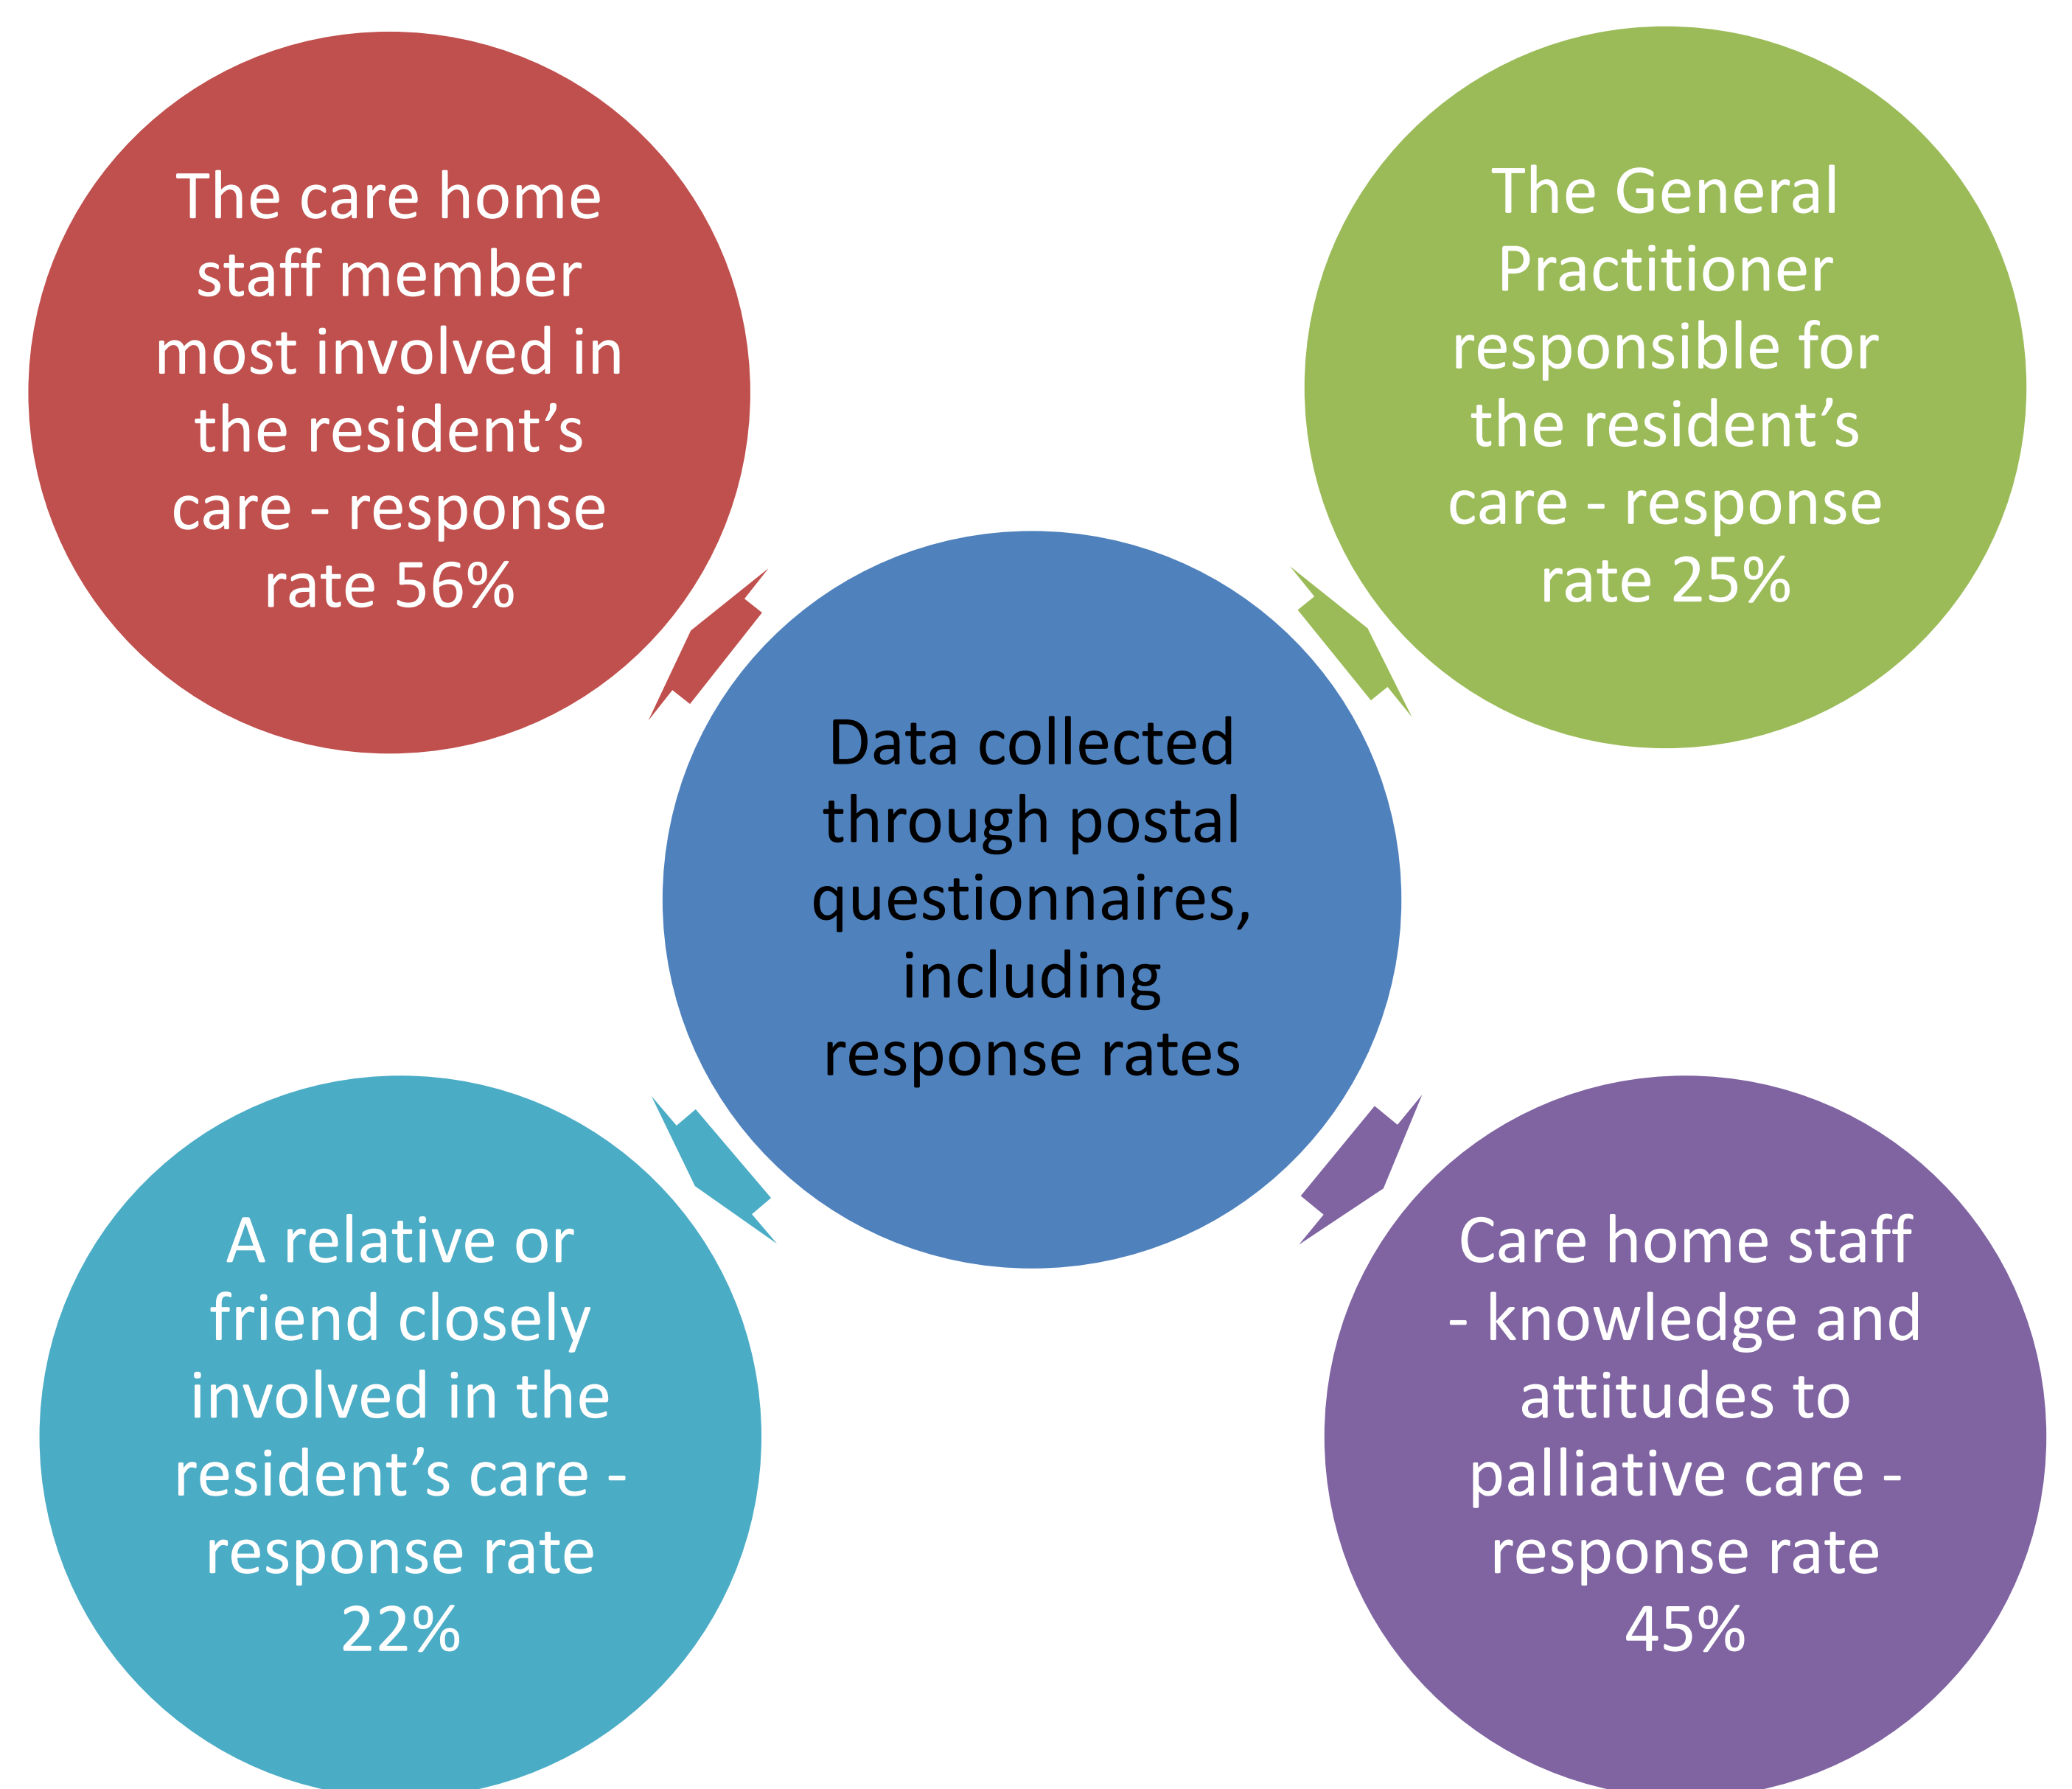 The care home
staff member
most involved in
the resident’s
care - response
rate 56%
The General
Practitioner
responsible for
the resident’s
care - response
rate 25%
Data collected
through postal
questionnaires,
including
response rates
A relative or
friend closely
involved in the
resident’s care -
response rate
22%
Care home staff
- knowledge and
attitudes to
palliative care -
response rate
45%